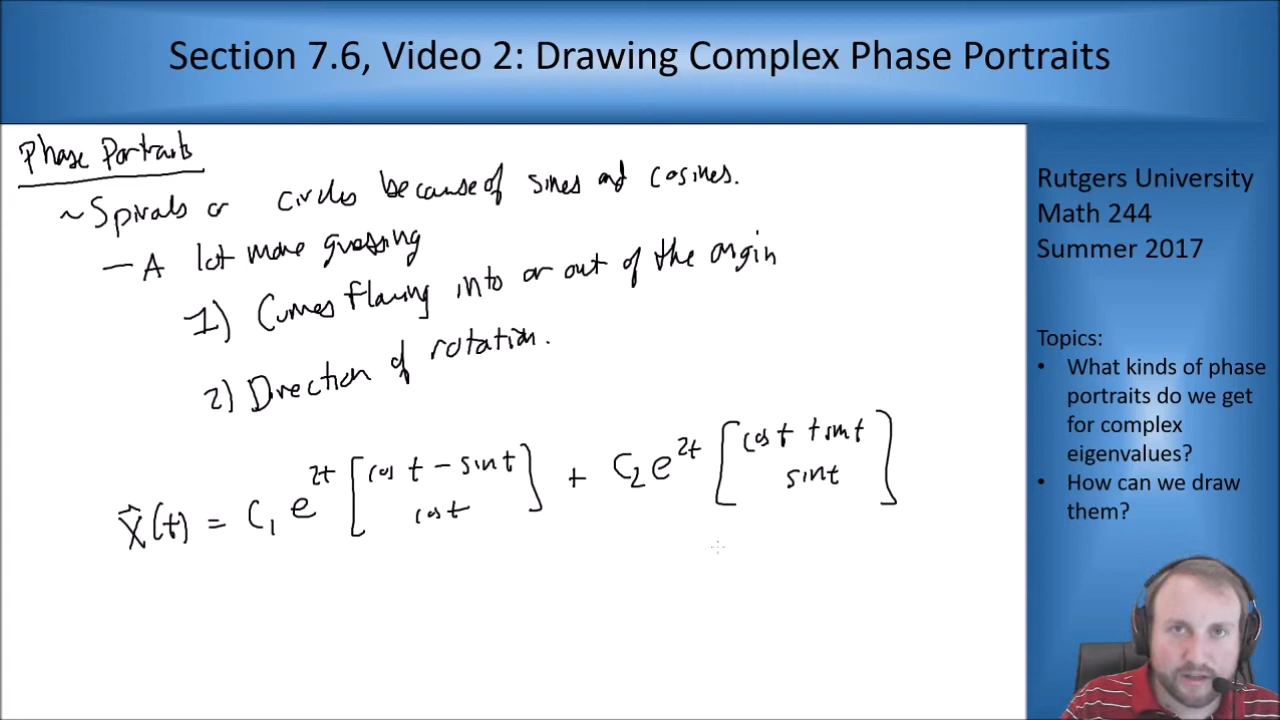 Section 7.6, Video 2: Drawing Complex Phase Portraits
Phase Portraits
~ Spirals or circles because of sines and cosines.
— A lot more guessing
1) Curves flowing into or out of the origin
2) Direction of rotation.
x⃗(t) = C₁ e^{2t} [cos t - sin t; cos t] + C₂ e^{2t} [cos t + sin t; sin t]
Rutgers University
Math 244
Summer 2017
Topics:
• What kinds of phase
portraits do we get
for complex
eigenvalues?
• How can we draw
them?